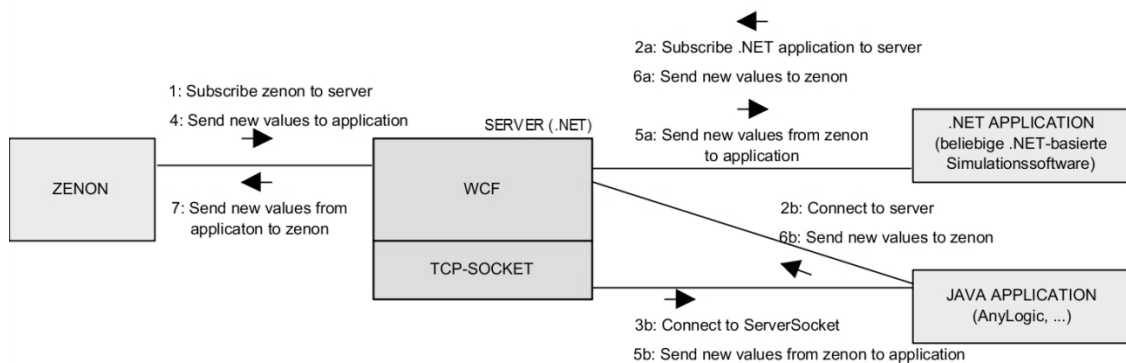 2a: Subscribe .NET application to server
6a: Send new values to zenon
1: Subscribe zenon to server
4: Send new values to application
SERVER (.NET)
5a: Send new values from zenon
to application
.NET APPLICATION
(beliebige .NET-basierte
Simulationssoftware)
ZENON
WCF
7: Send new values from
applicaton to zenon
2b: Connect to server
6b: Send new values to zenon
TCP-SOCKET
JAVA APPLICATION
(AnyLogic, ...)
3b: Connect to ServerSocket
5b: Send new values from zenon to application